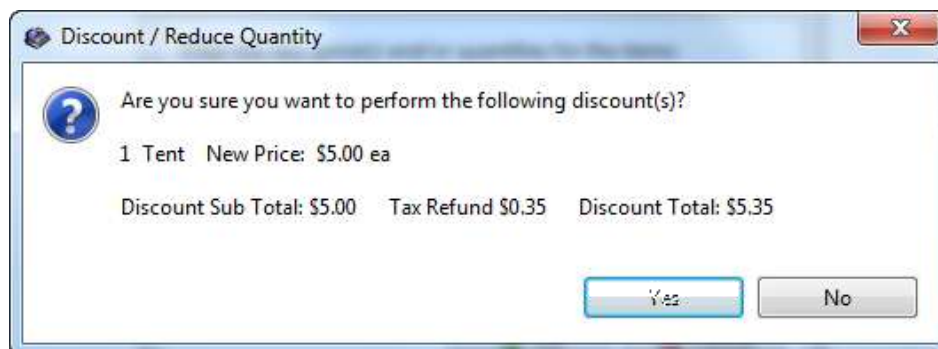 Discount / Reduce Quantity
Are you sure you want to perform the following discount(s)?
1 Tent New Price: $5.00 ea
Discount Sub Total: $5.00 Tax Refund $0.35 Discount Total: $5.35
Yes No